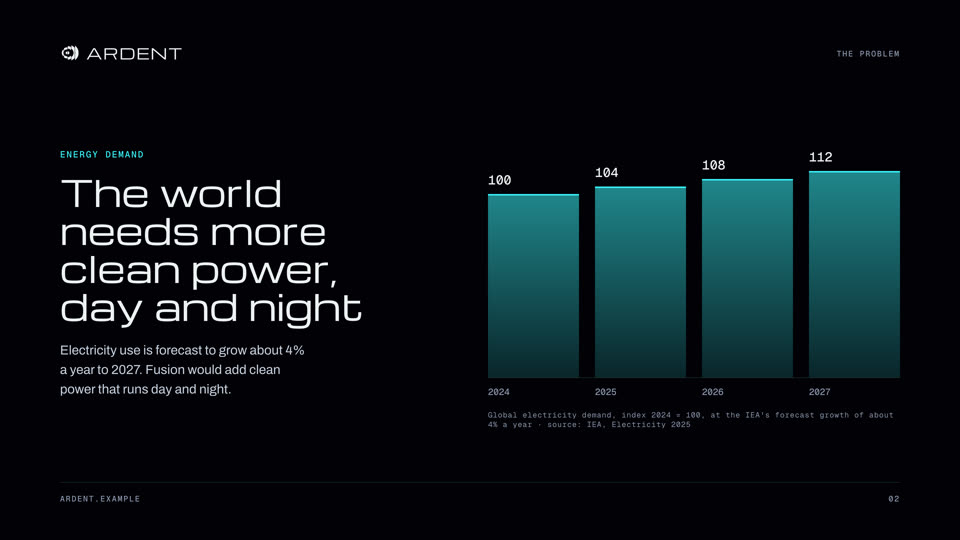 ARDENT
THE PROBLEM
ENERGY DEMAND
The world
needs more
clean power,
day and night
Electricity use is forecast to grow about 4%
a year to 2027. Fusion would add clean
power that runs day and night.
100
104
108
112
2024
2025
2026
2027
Global electricity demand, index 2024 = 100, at the IEA's forecast growth of about
4% a year · source: IEA, Electricity 2025
ARDENT.EXAMPLE
02